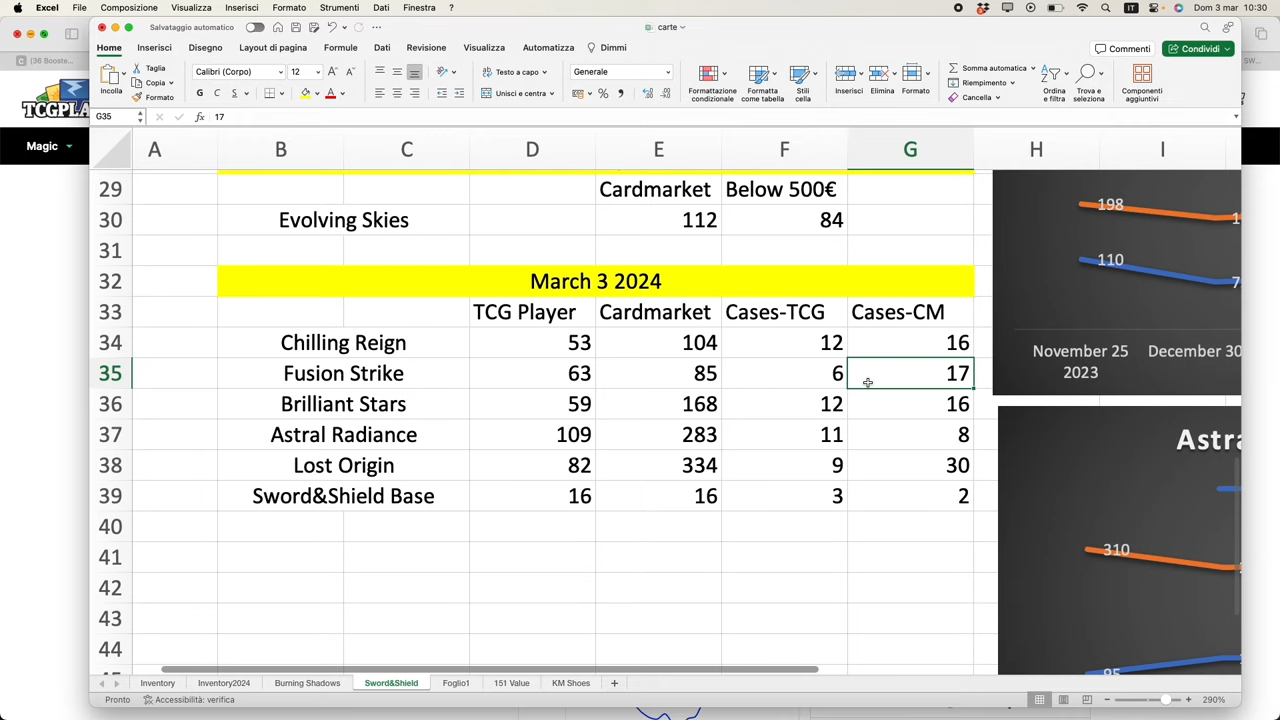 Excel File Modifica Visualizza Inserisci Formato Strumenti Dati Finestra ? IT Dom 3 mar 10:30
Salvataggio automatico carte
Home Inserisci Disegno Layout di pagina Formule Dati Revisione Visualizza Automatizza Dimmi Commenti Condividi
Incolla Taglia Copia Formato Calibri (Corpo) 12 Testo a capo Unisci e centra Generale Formattazione condizionale Formatta come tabella Stili cella Inserisci Elimina Formato Somma automatica Riempimento Cancella Ordina e filtra Trova e seleziona Componenti aggiuntivi
G35 fx 17
(36 Booste...
TCGPLA
Magic
A B C D E F G H I
29 Cardmarket Below 500€
30 Evolving Skies 112 84
31
32 March 3 2024
33 TCG Player Cardmarket Cases-TCG Cases-CM
34 Chilling Reign 53 104 12 16
35 Fusion Strike 63 85 6 17
36 Brilliant Stars 59 168 12 16
37 Astral Radiance 109 283 11 8
38 Lost Origin 82 334 9 30
39 Sword&Shield Base 16 16 3 2
40
41
42
43
44
198
110
November 25 2023 December 30
Astra
310
95
Inventory Inventory2024 Burning Shadows Sword&Shield Foglio1 151 Value KM Shoes
Pronto Accessibilità: verifica 290%